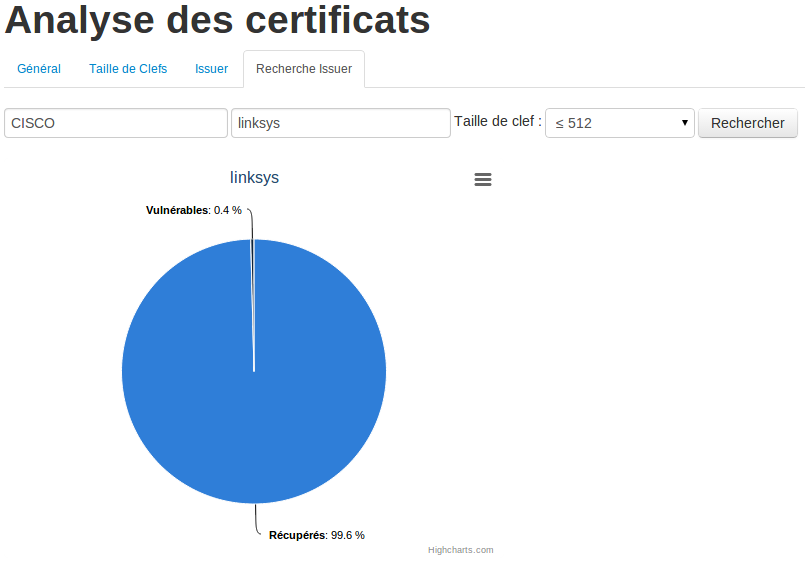 Analyse des certificats
Général Taille de Clefs Issuer Recherche Issuer
CISCO linksys Taille de clef : ≤ 512 Rechercher
linksys
Vulnérables: 0.4 %
Récupérés: 99.6 %
Highcharts.com